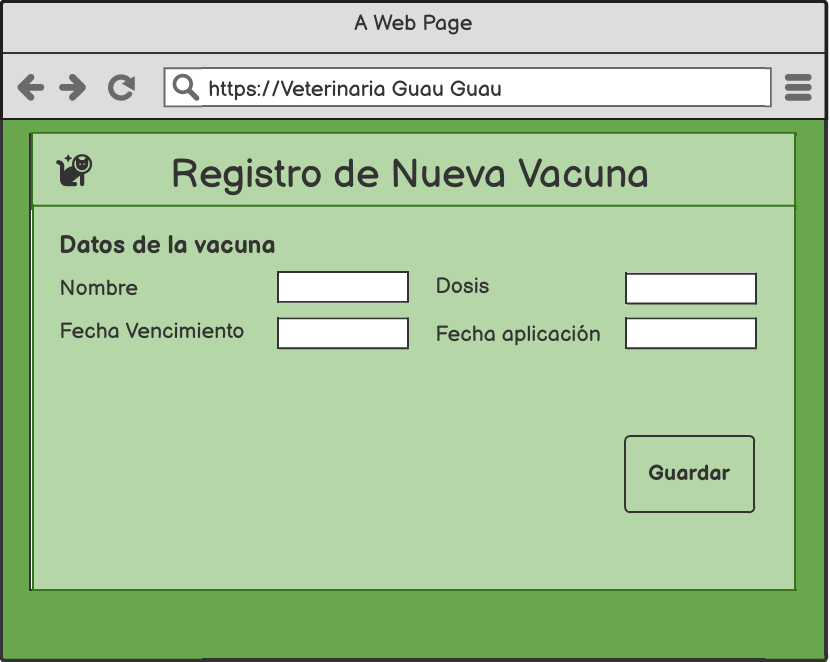 A Web Page
https://Veterinaria Guau Guau
Registro de Nueva Vacuna
Datos de la vacuna
Nombre
Dosis
Fecha Vencimiento
Fecha aplicación
Guardar